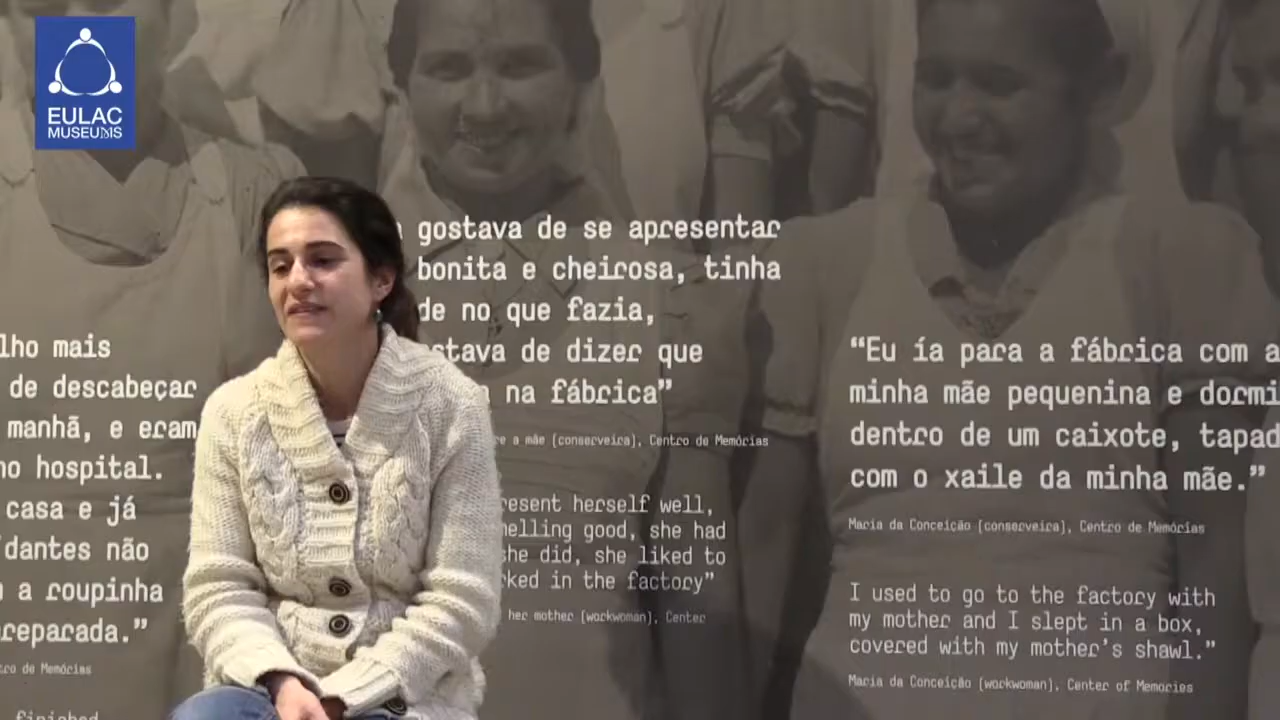 EULAC
MUSEUMS
lho mais
de descabeçar
manhã, e eram
no hospital.
casa e já
dantes não
a roupinha
preparada.”
tro de Memórias
finished
gostava de se apresentar
bonita e cheirosa, tinha
de no que fazia,
stava de dizer que
na fábrica”
re a mãe (conserveira), Centro de Memórias
resent herself well,
melling good, she had
she did, she liked to
rked in the factory”
her mother (workwoman), Center
“Eu ía para a fábrica com a
minha mãe pequenina e dormi
dentro de um caixote, tapad
com o xaile da minha mãe.”
Maria da Conceição (conserveira), Centro de Memórias
I used to go to the factory with
my mother and I slept in a box,
covered with my mother’s shawl.”
Maria da Conceição (workwoman), Center of Memories